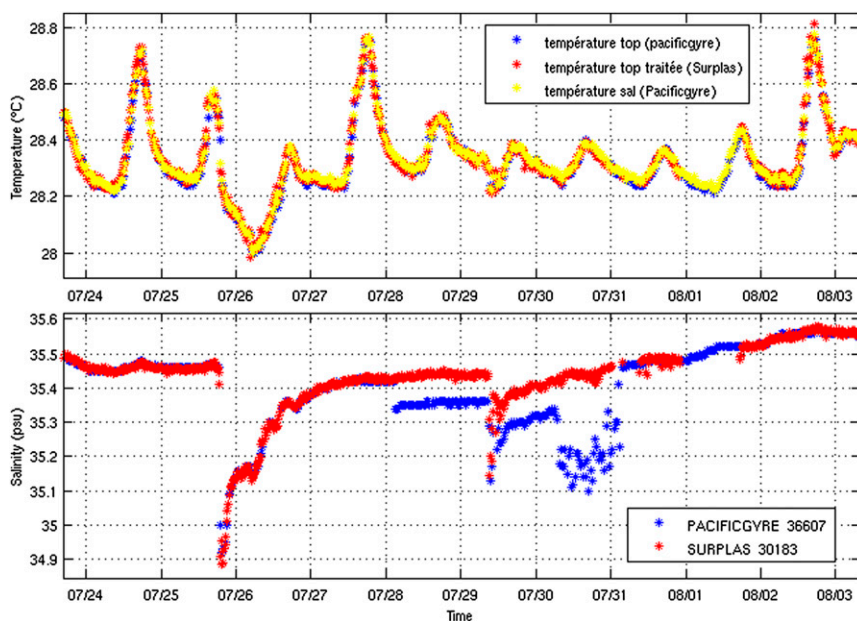 28.8
28.6
28.4
28.2
28
Temperature (°C)
température top (pacificgyre)
température top traitée (Surplas)
température sal (Pacificgyre)
07/24 07/25 07/26 07/27 07/28 07/29 07/30 07/31 08/01 08/02 08/03
35.6
35.5
35.4
35.3
35.2
35.1
35
34.9
Salinity (psu)
PACIFICGYRE 36607
SURPLAS 30183
07/24 07/25 07/26 07/27 07/28 07/29 07/30 07/31 08/01 08/02 08/03
Time